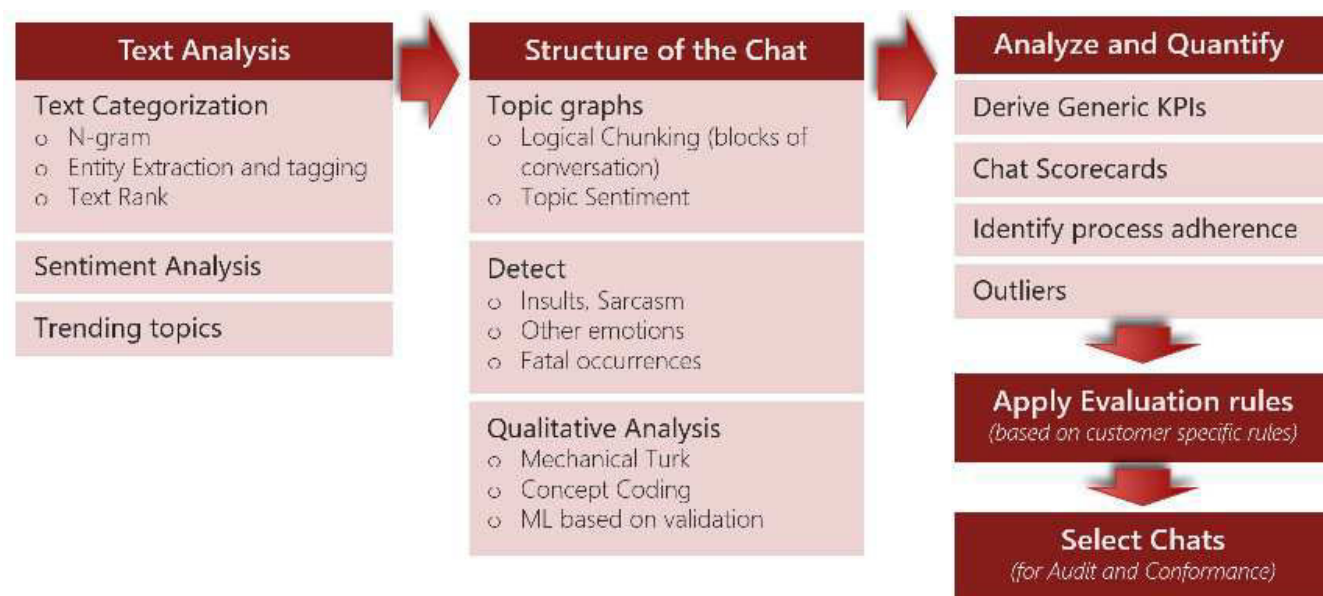 Text Analysis
Text Categorization
o N-gram
o Entity Extraction and tagging
o Text Rank
Sentiment Analysis
Trending topics
Structure of the Chat
Topic graphs
o Logical Chunking (blocks of
conversation)
o Topic Sentiment
Detect
o Insults, Sarcasm
o Other emotions
o Fatal occurrences
Qualitative Analysis
o Mechanical Turk
o Concept Coding
o ML based on validation
Analyze and Quantify
Derive Generic KPIs
Chat Scorecards
Identify process adherence
Outliers
Apply Evaluation rules
(based on customer specific rules)
Select Chats
(for Audit and Conformance)